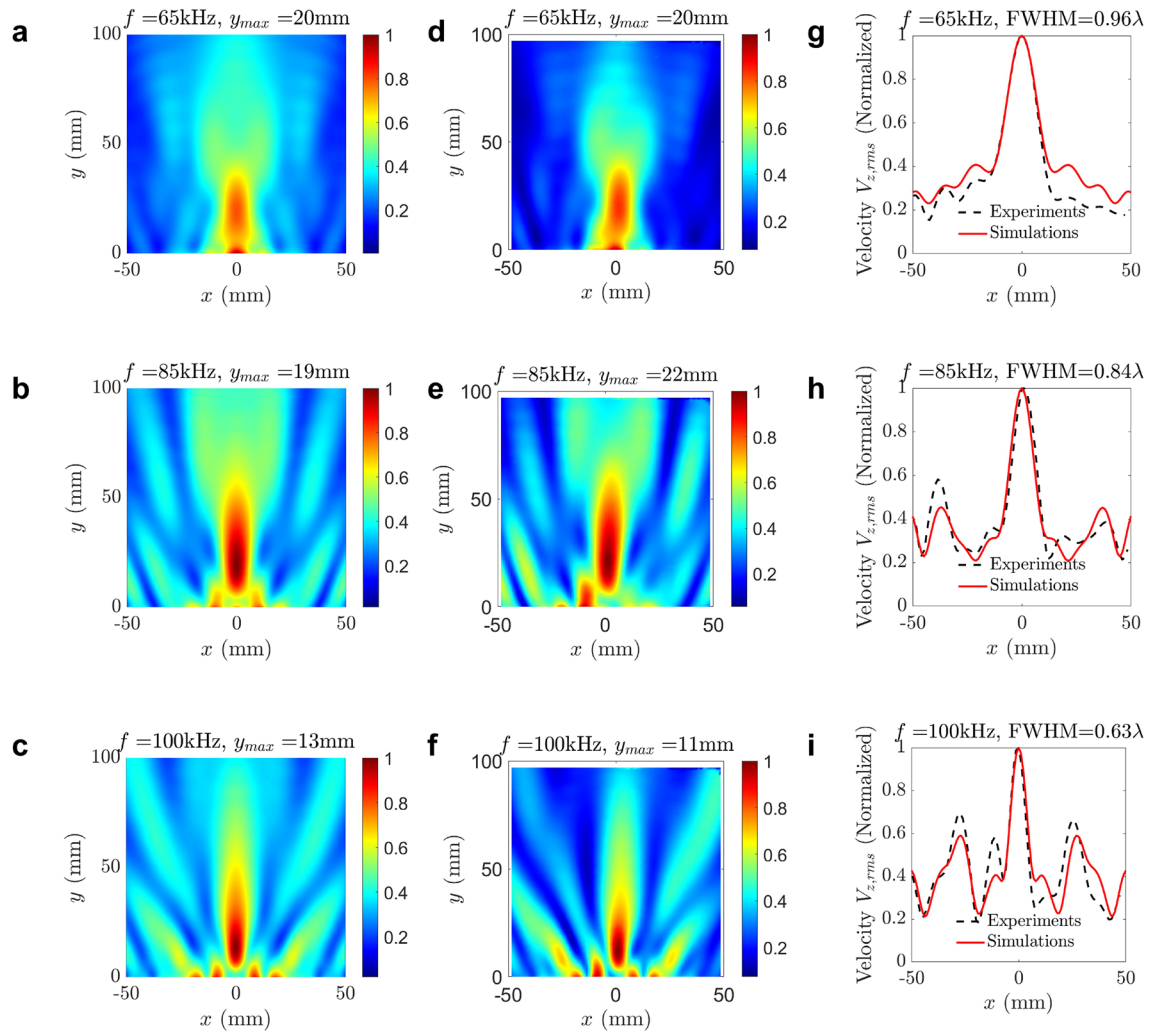 a
f =65kHz, y_max =20mm
100
50
0
y (mm)
-50
0
50
x (mm)
1
0.8
0.6
0.4
0.2
d
f =65kHz, y_max =20mm
100
50
0
y (mm)
-50
0
50
x (mm)
1
0.8
0.6
0.4
0.2
g
f =65kHz, FWHM=0.96λ
Velocity V_z,rms (Normalized)
1
0.8
0.6
0.4
0.2
0
Experiments
Simulations
-50
0
50
x (mm)
b
f =85kHz, y_max =19mm
100
50
0
y (mm)
-50
0
50
x (mm)
1
0.8
0.6
0.4
0.2
e
f =85kHz, y_max =22mm
100
50
0
y (mm)
-50
0
50
x (mm)
1
0.8
0.6
0.4
0.2
h
f =85kHz, FWHM=0.84λ
Velocity V_z,rms (Normalized)
1
0.8
0.6
0.4
0.2
0
Experiments
Simulations
-50
0
50
x (mm)
c
f =100kHz, y_max =13mm
100
50
0
y (mm)
-50
0
50
x (mm)
1
0.8
0.6
0.4
0.2
f
f =100kHz, y_max =11mm
100
50
0
y (mm)
-50
0
50
x (mm)
1
0.8
0.6
0.4
0.2
i
f =100kHz, FWHM=0.63λ
Velocity V_z,rms (Normalized)
1
0.8
0.6
0.4
0.2
0
Experiments
Simulations
-50
0
50
x (mm)